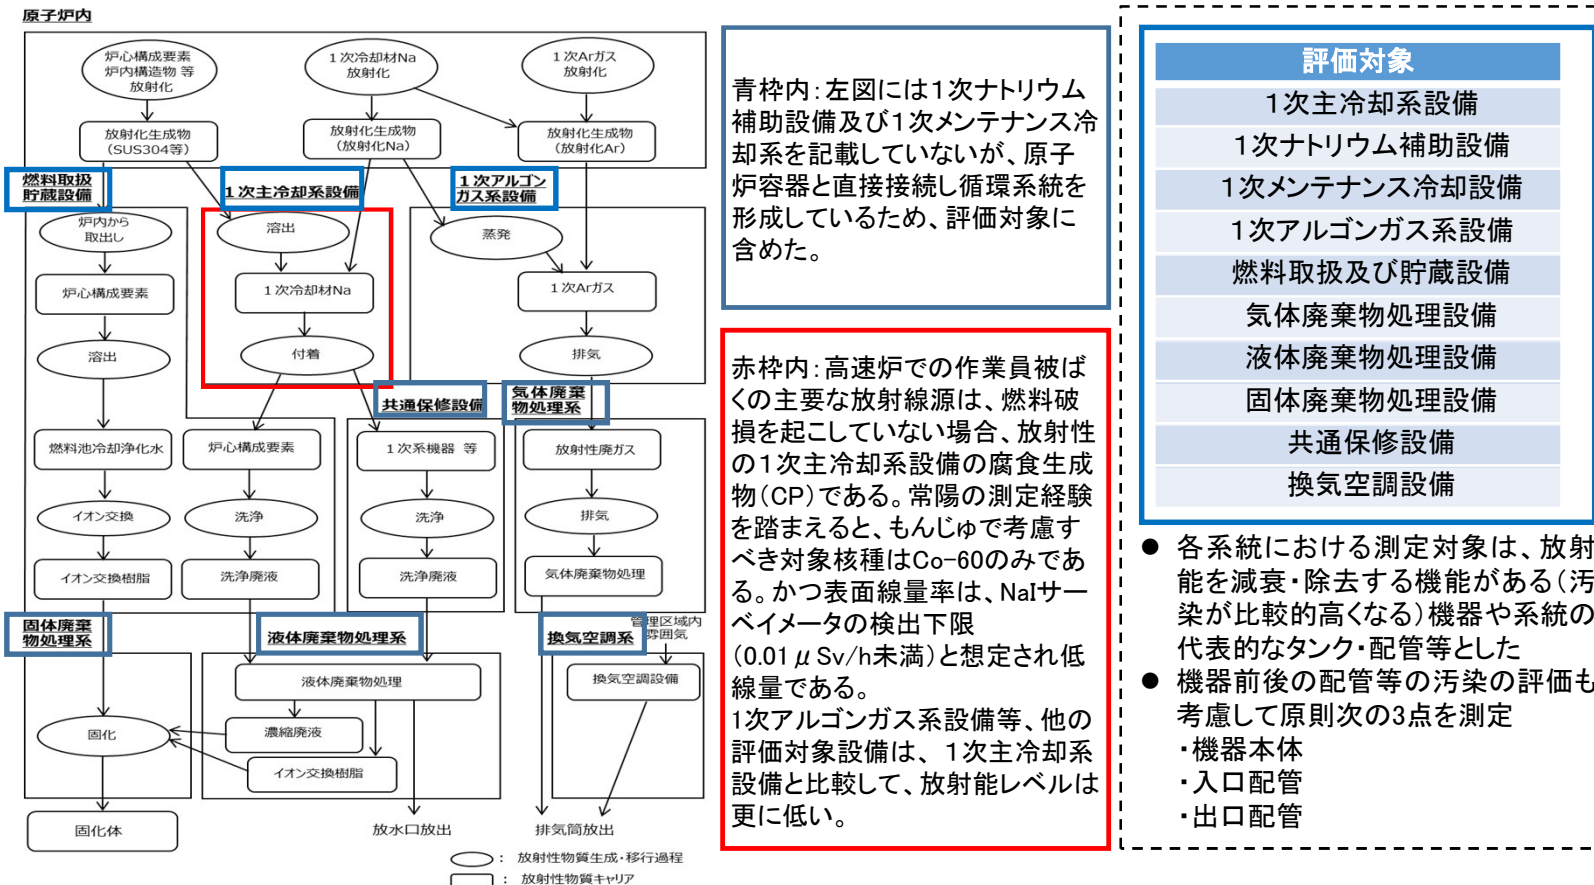 原子炉内
炉心構成要素
炉内構造物 等
放射化
1次冷却材Na
放射化
1次Arガス
放射化
放射化生成物
(SUS304等)
放射化生成物
(放射化Na)
放射化生成物
(放射化Ar)
燃料取扱
貯蔵設備
1次主冷却系設備
1次アルゴン
ガス系設備
炉内から
取出し
溶出
蒸発
炉心構成要素
1次冷却材Na
1次Arガス
溶出
付着
排気
共通保修設備
気体廃棄
物処理系
燃料池冷却浄化水
炉心構成要素
1次系機器 等
放射性廃ガス
イオン交換
洗浄
洗浄
排気
イオン交換樹脂
洗浄廃液
洗浄廃液
気体廃棄物処理
固体廃棄
物処理系
液体廃棄物処理系
換気空調系
管理区域内
雰囲気
液体廃棄物処理
換気空調設備
固化
濃縮廃液
イオン交換樹脂
固化体
放水口放出
排気筒放出
: 放射性物質生成・移行過程
: 放射性物質キャリア
青枠内:左図には1次ナトリウム
補助設備及び1次メンテナンス冷
却系を記載していないが、原子
炉容器と直接接続し循環系統を
形成しているため、評価対象に
含めた。
赤枠内:高速炉での作業員被ば
くの主要な放射線源は、燃料破
損を起こしていない場合、放射性
の1次主冷却系設備の腐食生成
物(CP)である。常陽の測定経験
を踏まえると、もんじゅで考慮す
べき対象核種はCo-60のみであ
る。かつ表面線量率は、NaIサー
ベイメータの検出下限
(0.01μSv/h未満)と想定され低
線量である。
1次アルゴンガス系設備等、他の
評価対象設備は、1次主冷却系
設備と比較して、放射能レベルは
更に低い。
評価対象
1次主冷却系設備
1次ナトリウム補助設備
1次メンテナンス冷却設備
1次アルゴンガス系設備
燃料取扱及び貯蔵設備
気体廃棄物処理設備
液体廃棄物処理設備
固体廃棄物処理設備
共通保修設備
換気空調設備
● 各系統における測定対象は、放射
能を減衰・除去する機能がある(汚
染が比較的高くなる)機器や系統の
代表的なタンク・配管等とした
● 機器前後の配管等の汚染の評価も
考慮して原則次の3点を測定
・機器本体
・入口配管
・出口配管